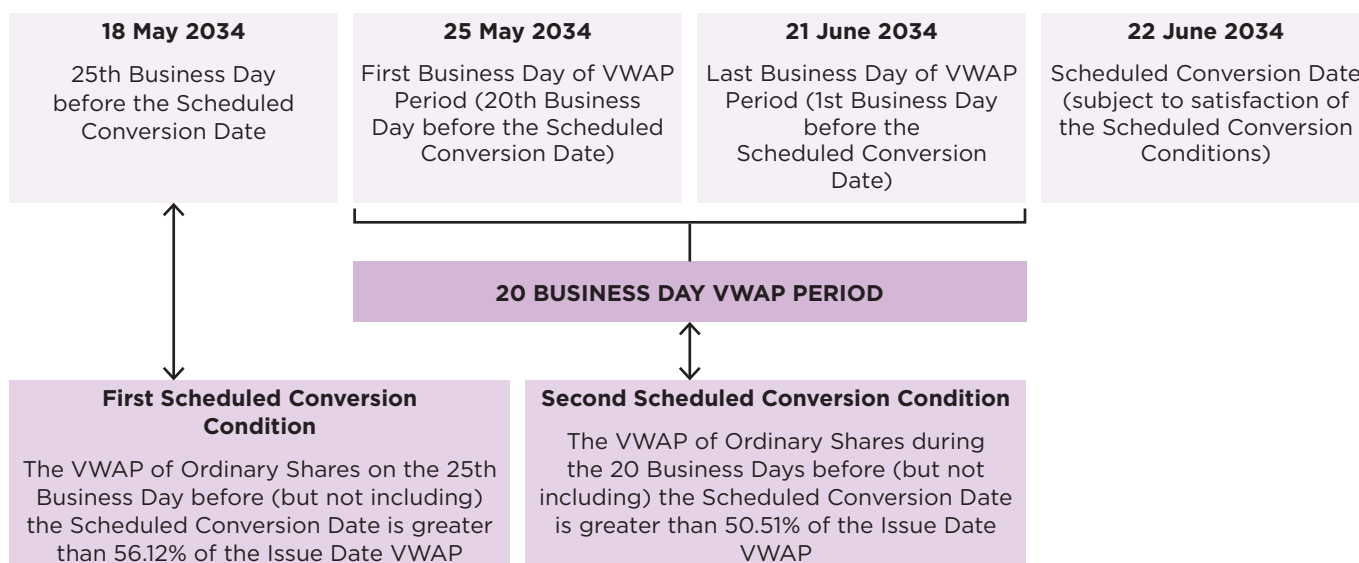 18 May 2034
25th Business Day
before the Scheduled
Conversion Date
25 May 2034
First Business Day of VWAP
Period (20th Business
Day before the Scheduled
Conversion Date)
21 June 2034
Last Business Day of VWAP
Period (1st Business Day
before the
Scheduled Conversion
Date)
22 June 2034
Scheduled Conversion Date
(subject to satisfaction of
the Scheduled Conversion
Conditions)
20 BUSINESS DAY VWAP PERIOD
First Scheduled Conversion
Condition
The VWAP of Ordinary Shares on the 25th
Business Day before (but not including)
the Scheduled Conversion Date is greater
than 56.12% of the Issue Date VWAP
Second Scheduled Conversion Condition
The VWAP of Ordinary Shares during
the 20 Business Days before (but not
including) the Scheduled Conversion Date
is greater than 50.51% of the Issue Date
VWAP